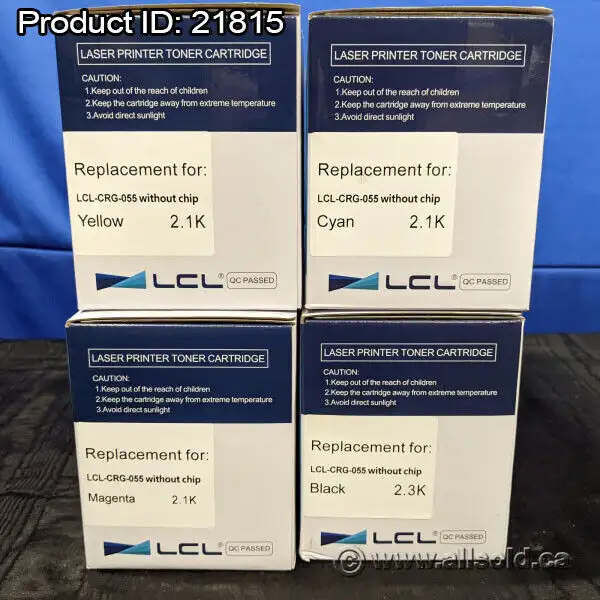 Product ID: 21815
LASER PRINTER TONER CARTRIDGE
CAUTION:
1.Keep out of the reach of children
2.Keep the cartridge away from extreme temperature
3.Avoid direct sunlight
Replacement for:
LCL-CRG-055 without chip
Yellow 2.1K
LCL® QC PASSED
LASER PRINTER TONER CARTRIDGE
CAUTION:
1.Keep out of the reach of children
2.Keep the cartridge away from extreme temperature
3.Avoid direct sunlight
Replacement for:
LCL-CRG-055 without chip
Cyan 2.1K
LCL® QC PASSED
LASER PRINTER TONER CARTRIDGE
CAUTION:
1.Keep out of the reach of children
2.Keep the cartridge away from extreme temperature
3.Avoid direct sunlight
Replacement for:
LCL-CRG-055 without chip
Magenta 2.1K
LCL® QC PASSED
LASER PRINTER TONER CARTRIDGE
CAUTION:
1.Keep out of the reach of children
2.Keep the cartridge away from extreme temperature
3.Avoid direct sunlight
Replacement for:
LCL-CRG-055 without chip
Black 2.3K
LCL® QC PASSED
© www.allsold.ca